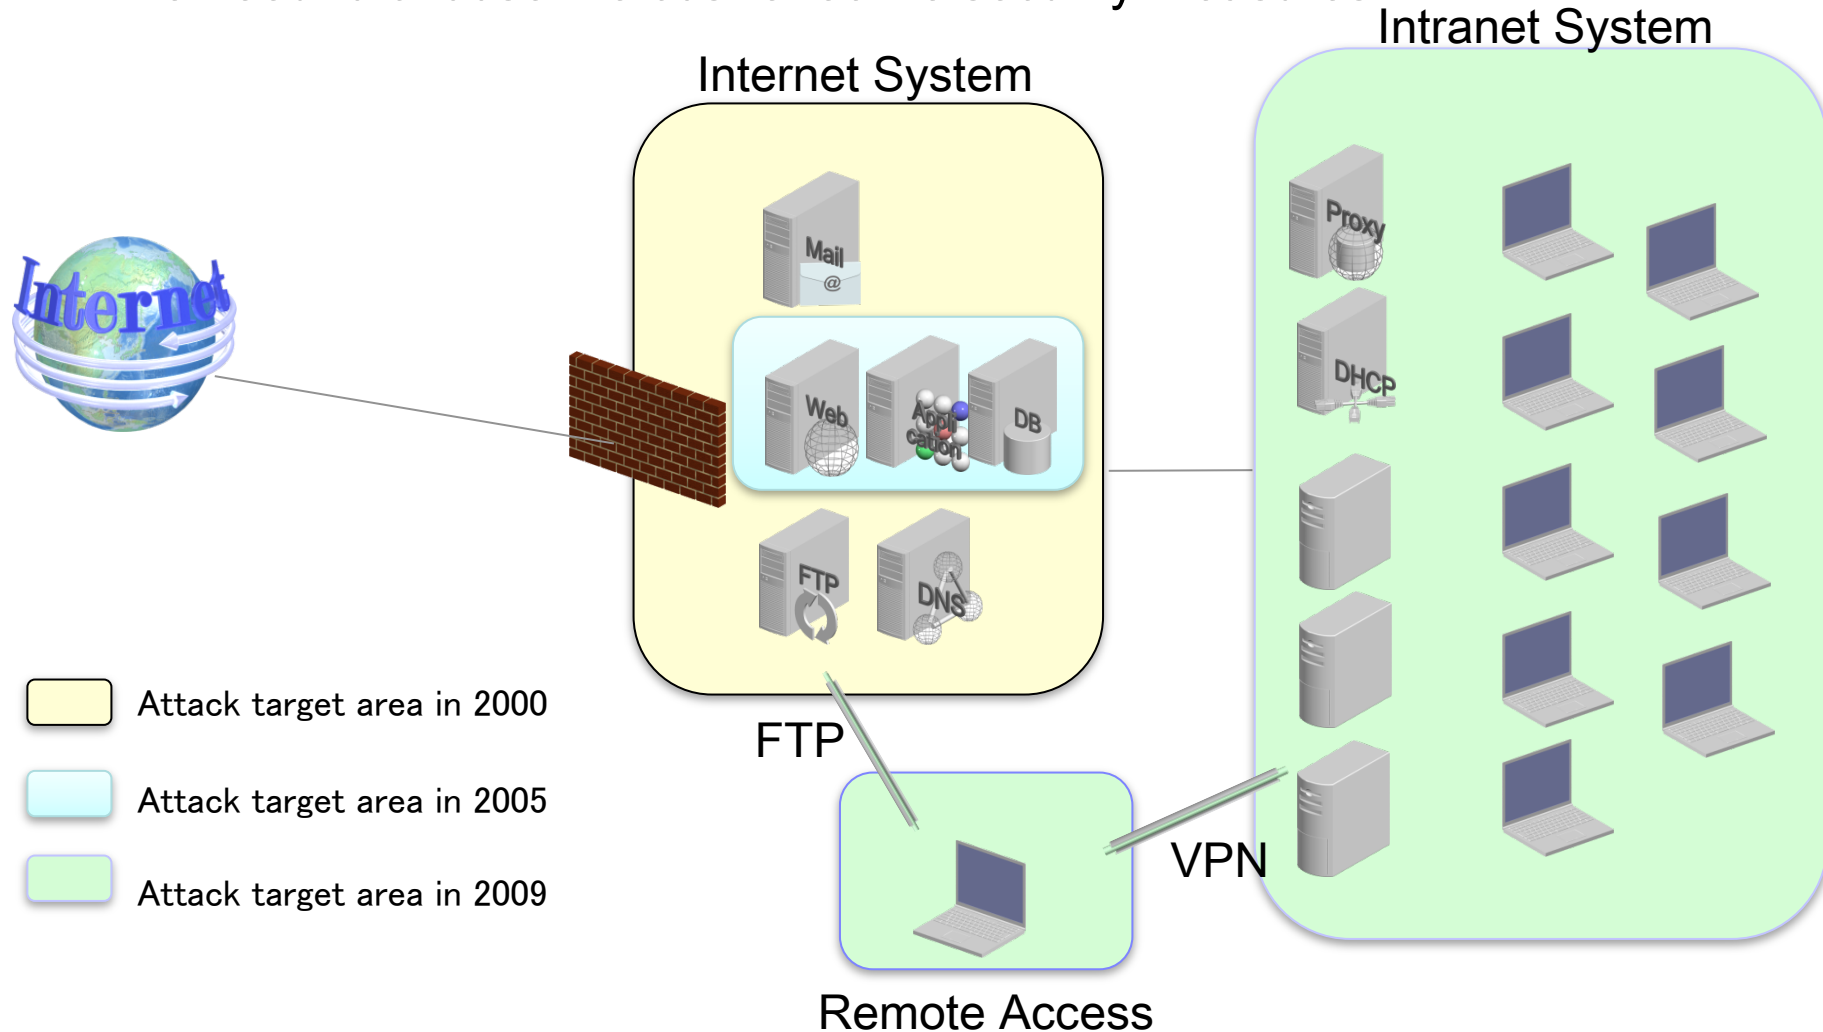 Intranet System
Internet System
Internet
Mail
@
Web
Appli
cation
DB
FTP
DNS
Proxy
DHCP
Attack target area in 2000
Attack target area in 2005
Attack target area in 2009
FTP
VPN
Remote Access